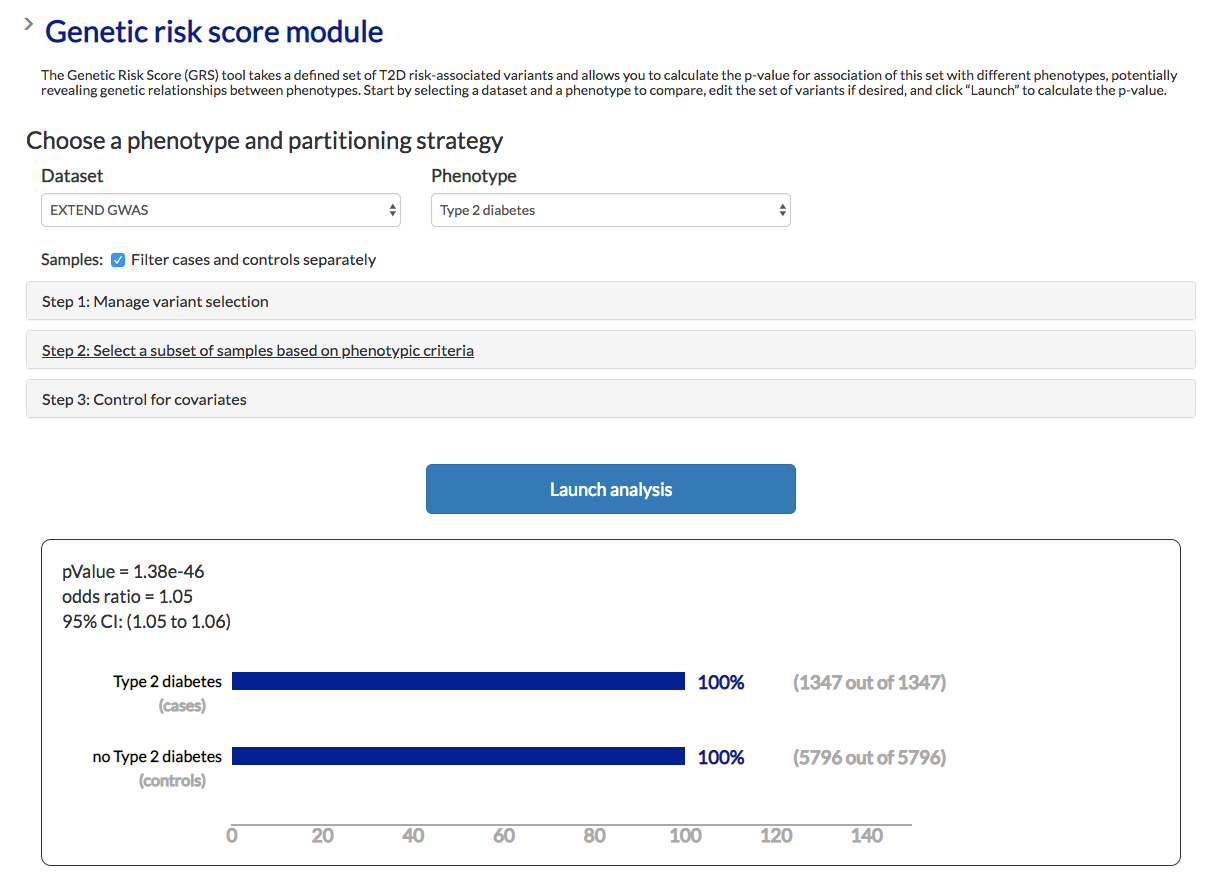 Genetic risk score module
The Genetic Risk Score (GRS) tool takes a defined set of T2D risk-associated variants and allows you to calculate the p-value for association of this set with different phenotypes, potentially
revealing genetic relationships between phenotypes. Start by selecting a dataset and a phenotype to compare, edit the set of variants if desired, and click “Launch” to calculate the p-value.
Choose a phenotype and partitioning strategy
Dataset Phenotype
EXTEND GWAS Type 2 diabetes
Samples: Filter cases and controls separately
Step 1: Manage variant selection
Step 2: Select a subset of samples based on phenotypic criteria
Step 3: Control for covariates
Launch analysis
pValue = 1.38e-46
odds ratio = 1.05
95% CI: (1.05 to 1.06)
Type 2 diabetes 100% (1347 out of 1347)
(cases)
no Type 2 diabetes 100% (5796 out of 5796)
(controls)
0 20 40 60 80 100 120 140